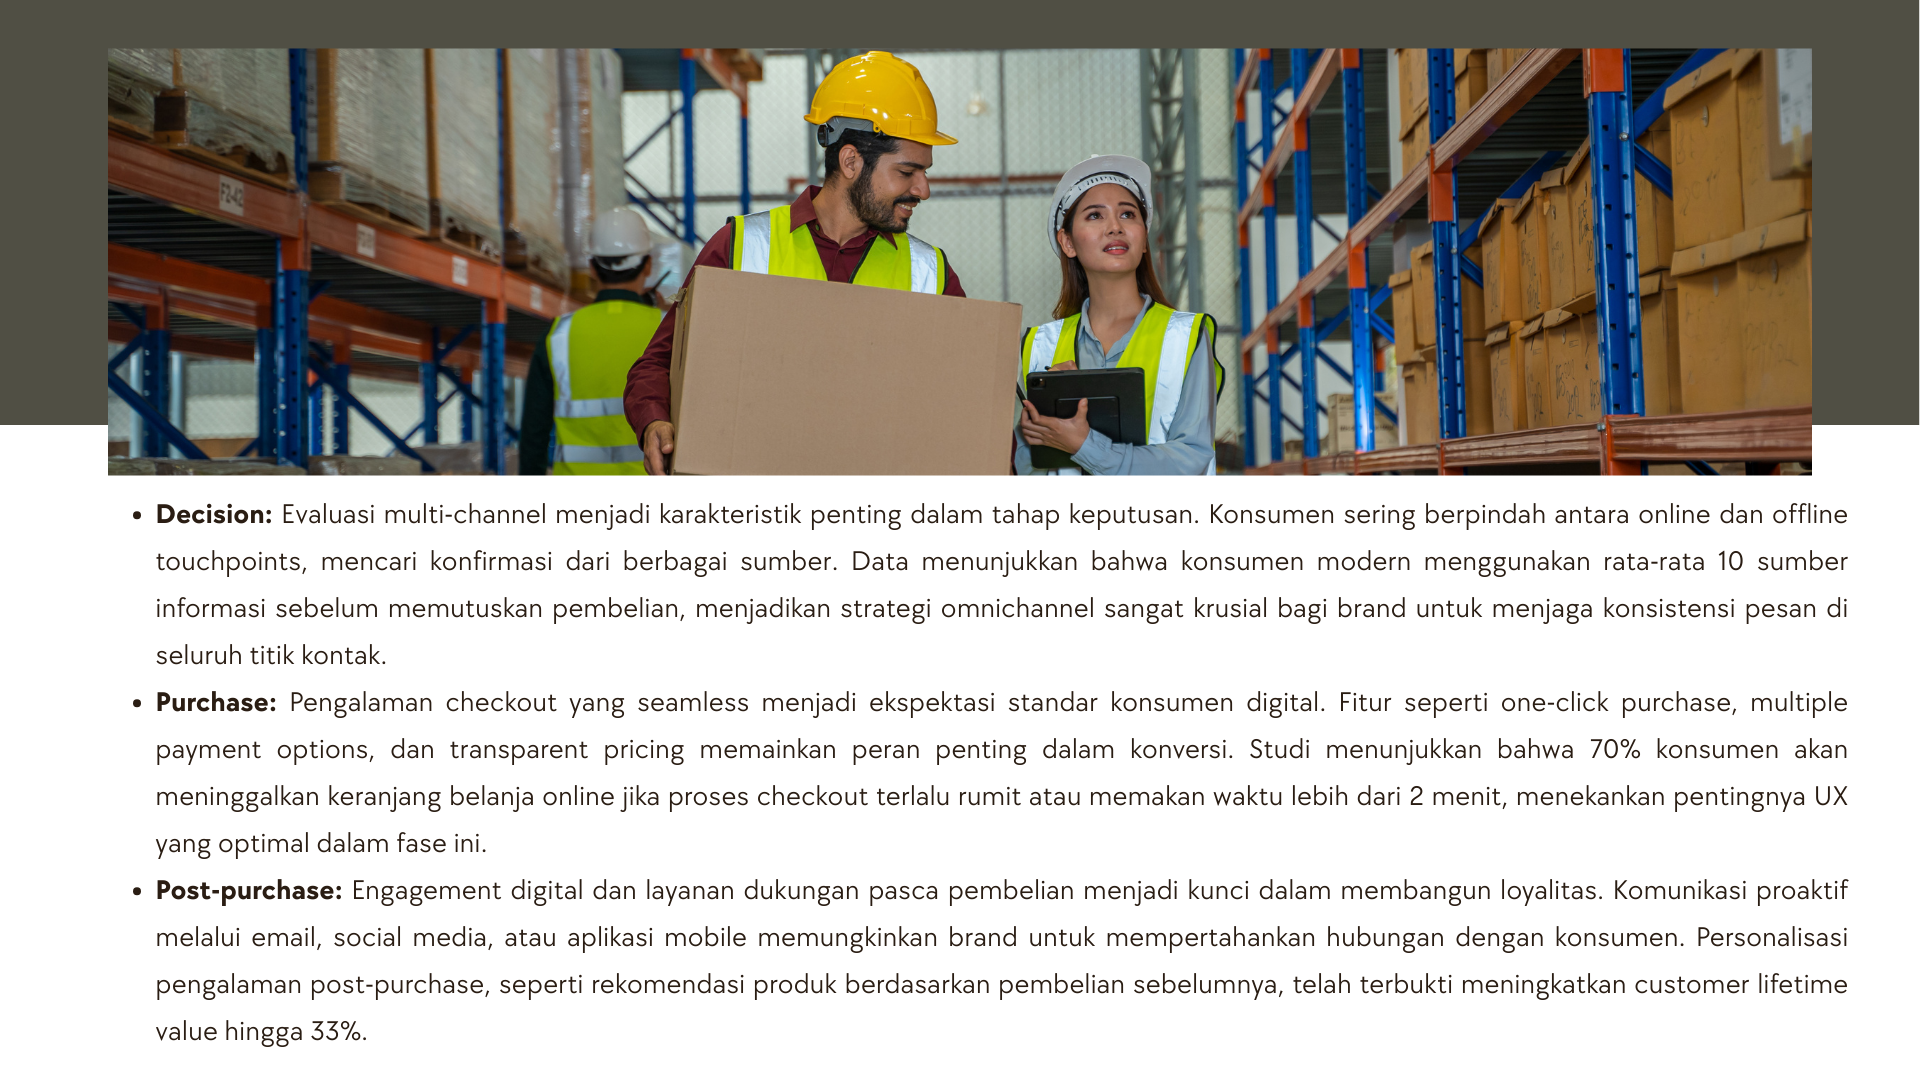 F2-42
• Decision: Evaluasi multi-channel menjadi karakteristik penting dalam tahap keputusan. Konsumen sering berpindah antara online dan offline
touchpoints, mencari konfirmasi dari berbagai sumber. Data menunjukkan bahwa konsumen modern menggunakan rata-rata 10 sumber
informasi sebelum memutuskan pembelian, menjadikan strategi omnichannel sangat krusial bagi brand untuk menjaga konsistensi pesan di
seluruh titik kontak.
• Purchase: Pengalaman checkout yang seamless menjadi ekspektasi standar konsumen digital. Fitur seperti one-click purchase, multiple
payment options, dan transparent pricing memainkan peran penting dalam konversi. Studi menunjukkan bahwa 70% konsumen akan
meninggalkan keranjang belanja online jika proses checkout terlalu rumit atau memakan waktu lebih dari 2 menit, menekankan pentingnya UX
yang optimal dalam fase ini.
• Post-purchase: Engagement digital dan layanan dukungan pasca pembelian menjadi kunci dalam membangun loyalitas. Komunikasi proaktif
melalui email, social media, atau aplikasi mobile memungkinkan brand untuk mempertahankan hubungan dengan konsumen. Personalisasi
pengalaman post-purchase, seperti rekomendasi produk berdasarkan pembelian sebelumnya, telah terbukti meningkatkan customer lifetime
value hingga 33%.